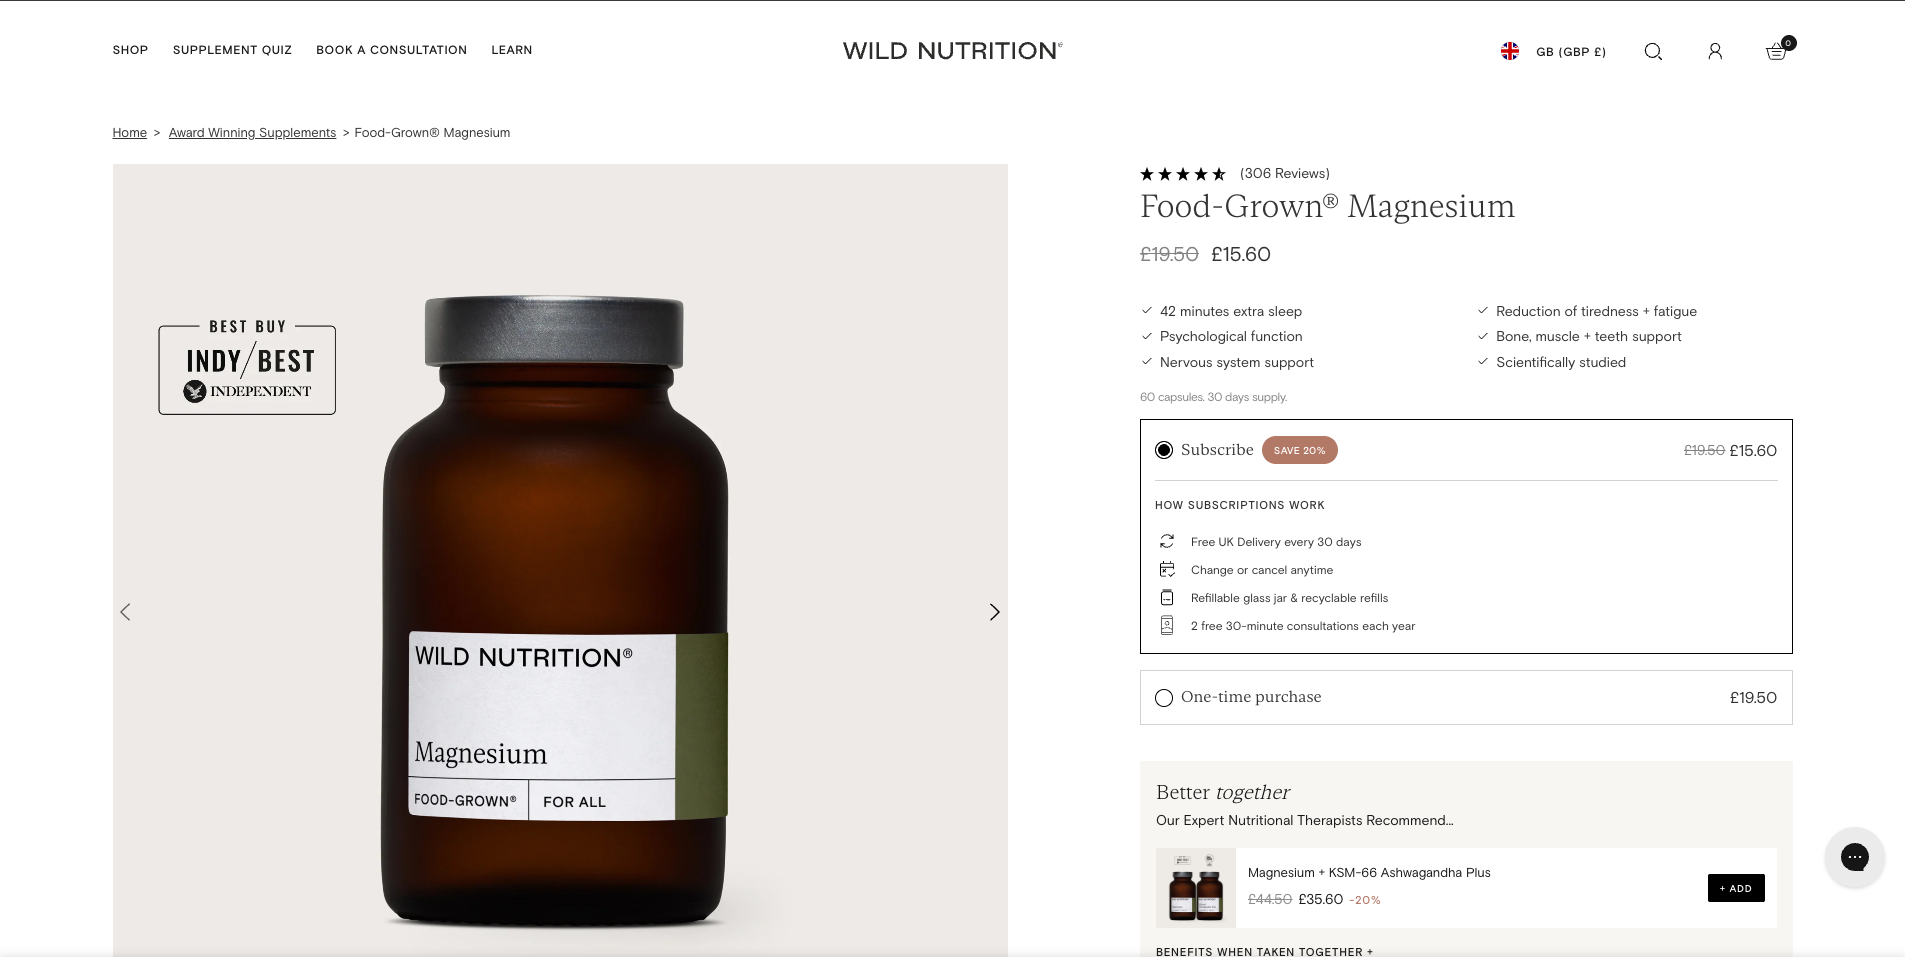 SHOP SUPPLEMENT QUIZ BOOK A CONSULTATION LEARN
WILD NUTRITION®
GB (GBP £)
0
Home > Award Winning Supplements > Food-Grown® Magnesium
BEST BUY
INDY/BEST
INDEPENDENT
WILD NUTRITION®
Magnesium
FOOD-GROWN® FOR ALL
(306 Reviews)
Food-Grown® Magnesium
£19.50 £15.60
42 minutes extra sleep
Reduction of tiredness + fatigue
Psychological function
Bone, muscle + teeth support
Nervous system support
Scientifically studied
60 capsules. 30 days supply.
Subscribe SAVE 20% £19.50 £15.60
HOW SUBSCRIPTIONS WORK
Free UK Delivery every 30 days
Change or cancel anytime
Refillable glass jar & recyclable refills
2 free 30-minute consultations each year
One-time purchase £19.50
Better together
Our Expert Nutritional Therapists Recommend...
Magnesium + KSM-66 Ashwagandha Plus
£44.50 £35.60 -20%
+ ADD
BENEFITS WHEN TAKEN TOGETHER +